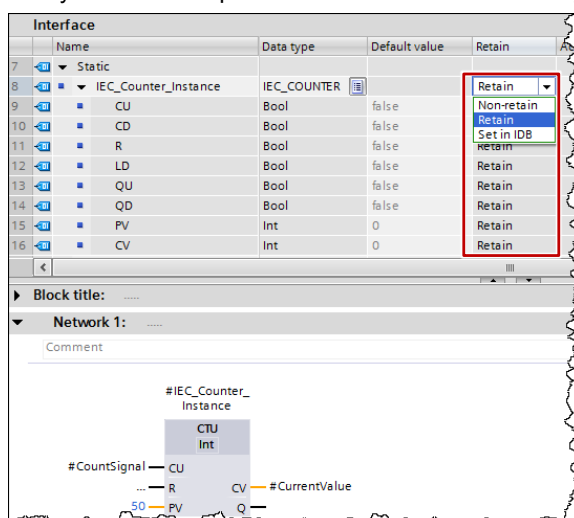 Interface
Name Data type Default value Retain
7 Static
8 IEC_Counter_Instance IEC_COUNTER Retain
Non-retain
Retain
Set in IDB
9 CU Bool false
10 CD Bool false
11 R Bool false Retain
12 LD Bool false Retain
13 QU Bool false Retain
14 QD Bool false Retain
15 PV Int 0 Retain
16 CV Int 0 Retain
Block title: .....
Network 1: .....
Comment
#IEC_Counter_
Instance
CTU
Int
#CountSignal CU
... R CV #CurrentValue
50 PV Q